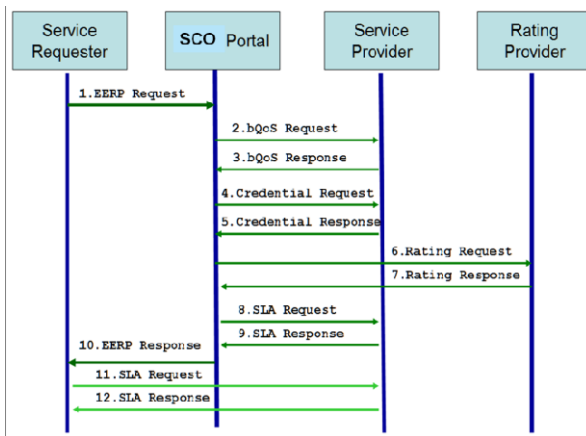 Service
Requester
SCO Portal
Service
Provider
Rating
Provider
1.EERP Request
2.bQoS Request
3.bQoS Response
4.Credential Request
5.Credential Response
6.Rating Request
7.Rating Response
8.SLA Request
9.SLA Response
10.EERP Response
11.SLA Request
12.SLA Response